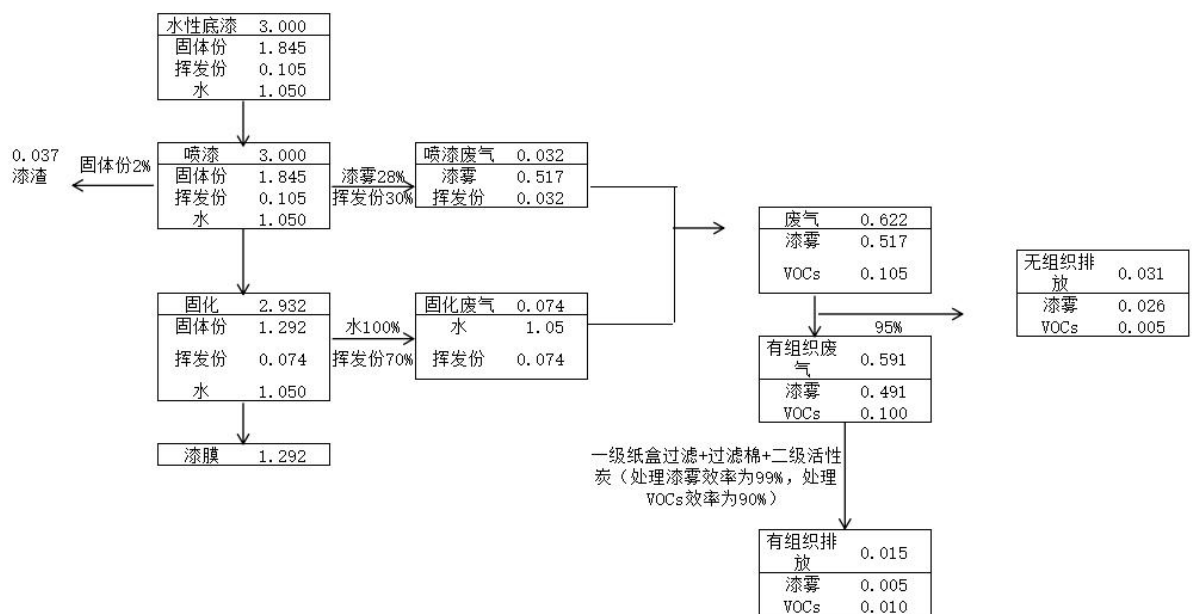 水性底漆 3.000
固体份 1.845
挥发份 0.105
水 1.050
0.037
漆渣
固体份2%
喷漆 3.000
固体份 1.845
挥发份 0.105
水 1.050
漆雾28%
挥发份30%
喷漆废气 0.032
漆雾 0.517
挥发份 0.032
固化 2.932
固体份 1.292
挥发份 0.074
水 1.050
水100%
挥发份70%
固化废气 0.074
水 1.05
挥发份 0.074
漆膜 1.292
废气 0.622
漆雾 0.517
VOCs 0.105
95%
无组织排
放 0.031
漆雾 0.026
VOCs 0.005
有组织废
气 0.591
漆雾 0.491
VOCs 0.100
一级纸盒过滤+过滤棉+二级活性
炭（处理漆雾效率为99%，处理
VOCs效率为90%）
有组织排
放 0.015
漆雾 0.005
VOCs 0.010